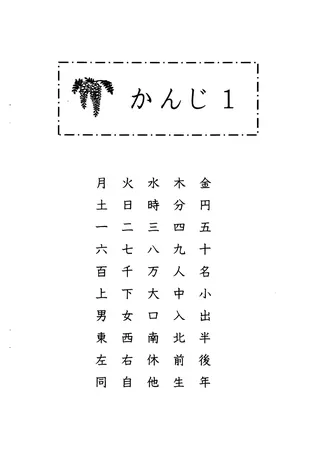 かんじ1
月 火 水 木 金
土 日 時 分 円
一 二 三 四 五
六 七 八 九 十
百 千 万 人 名
上 下 大 中 小
男 女 口 入 出
東 西 南 北 半
左 右 休 前 後
同 自 他 生 年